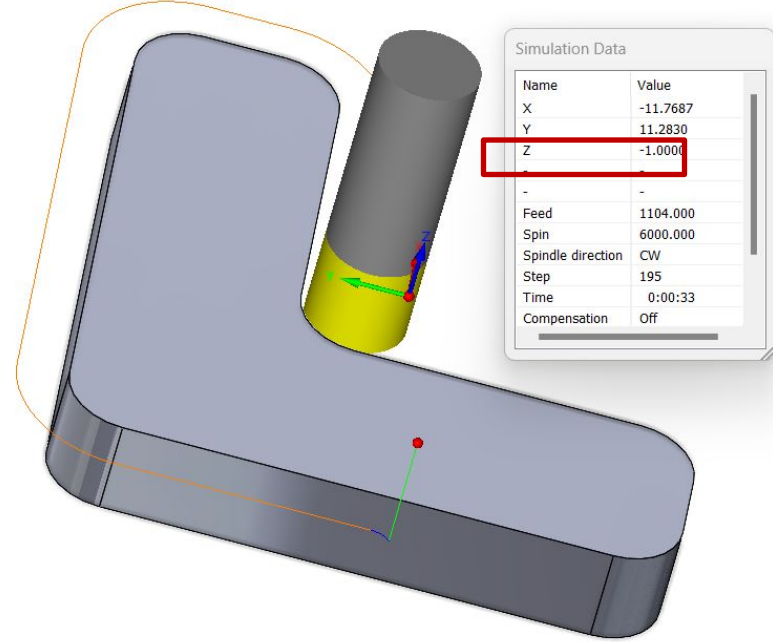 Simulation Data
Name Value
X -11.7687
Y 11.2830
Z -1.0000
- -
- -
Feed 1104.000
Spin 6000.000
Spindle direction CW
Step 195
Time 0:00:33
Compensation Off
Z
Y